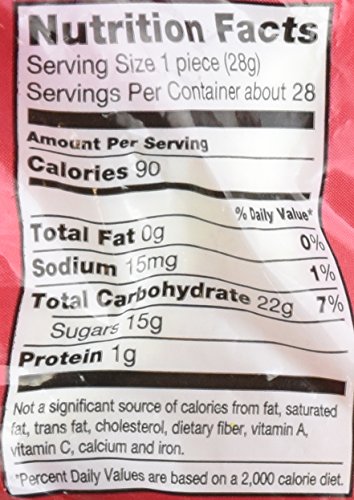 Nutrition Facts
Serving Size 1 piece (28g)
Servings Per Container about 28
Amount Per Serving
Calories 90
% Daily Value*
Total Fat 0g 0%
Sodium 15mg 1%
Total Carbohydrate 22g 7%
Sugars 15g
Protein 1g
Not a significant source of calories from fat, saturated
fat, trans fat, cholesterol, dietary fiber, vitamin A,
vitamin C, calcium and iron.
*Percent Daily Values are based on a 2,000 calorie diet.